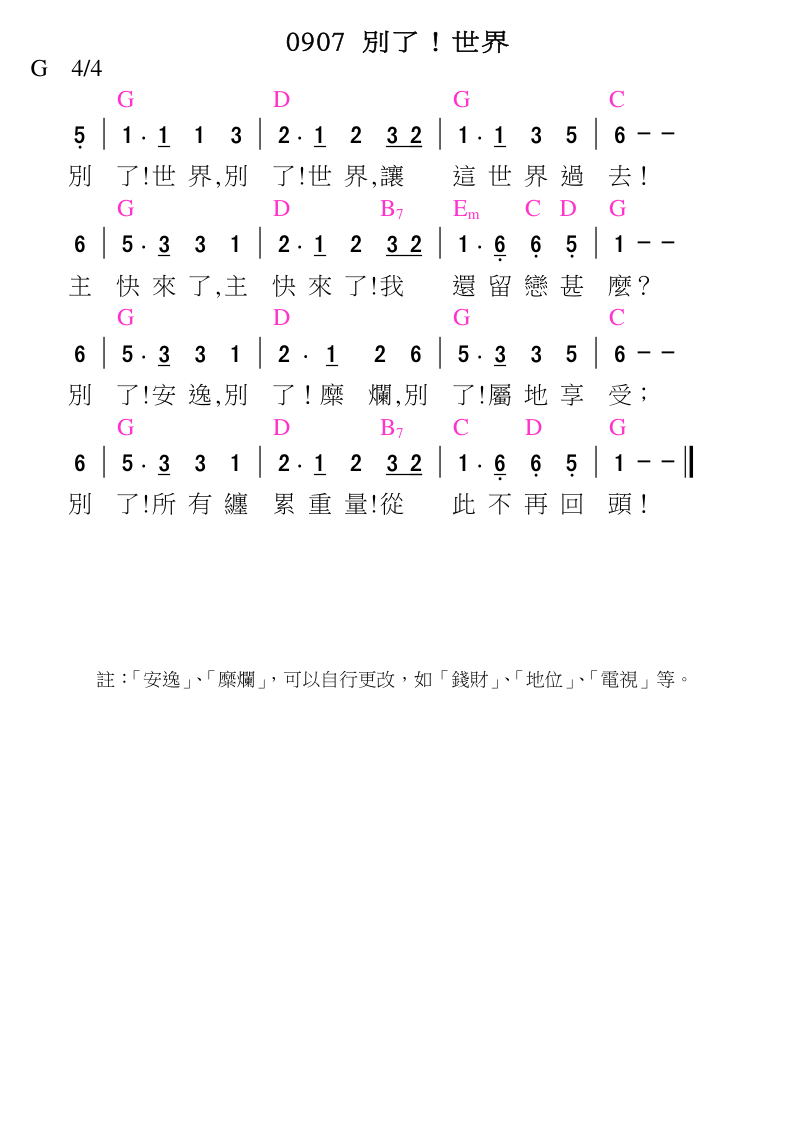 0907 別了！世界
G 4/4
G D G C
5 | 1 · 1 1 3 | 2 · 1 2 3 2 | 1 · 1 3 5 | 6 － －
別 了!世 界,別 了!世 界,讓 這 世 界 過 去！
G D B7 Em C D G
6 | 5 · 3 3 1 | 2 · 1 2 3 2 | 1 · 6 6 5 | 1 － －
主 快 來 了,主 快 來 了!我 還 留 戀 甚 麼？
G D G C
6 | 5 · 3 3 1 | 2 · 1 2 6 | 5 · 3 3 5 | 6 － －
別 了!安 逸,別 了！糜 爛,別 了!屬 地 享 受；
G D B7 C D G
6 | 5 · 3 3 1 | 2 · 1 2 3 2 | 1 · 6 6 5 | 1 － － ‖
別 了!所 有 纏 累 重 量!從 此 不 再 回 頭！
註：「安逸」、「糜爛」，可以自行更改，如「錢財」、「地位」、「電視」等。